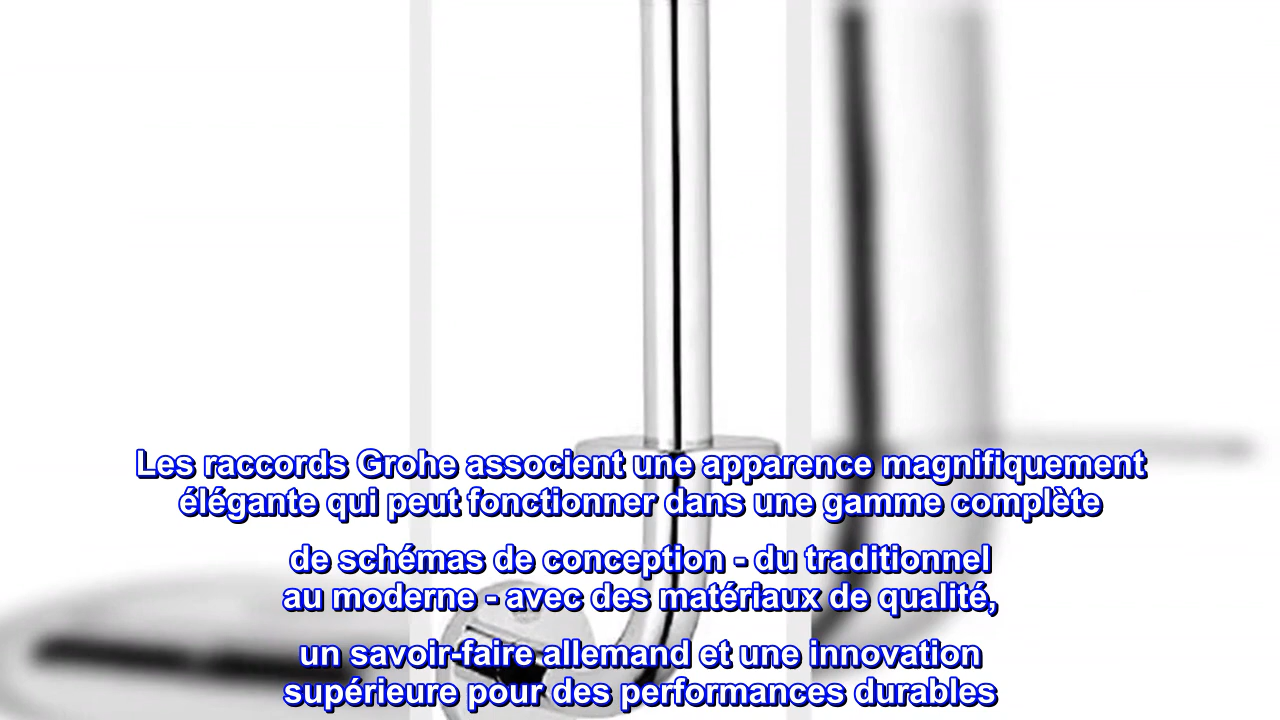 Les raccords Grohe associent une apparence magnifiquement
élégante qui peut fonctionner dans une gamme complète
de schémas de conception - du traditionnel
au moderne - avec des matériaux de qualité,
un savoir-faire allemand et une innovation
supérieure pour des performances durables